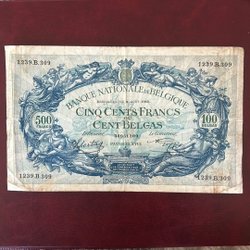 1239.B.309
1239.B.309
BANQUE NATIONALE DE BELGIQUE
500
FRANCS
CINQ CENTS FRANCS
OU
CENT BELGAS
100
BELGAS
1239.B.309
1239.B.309